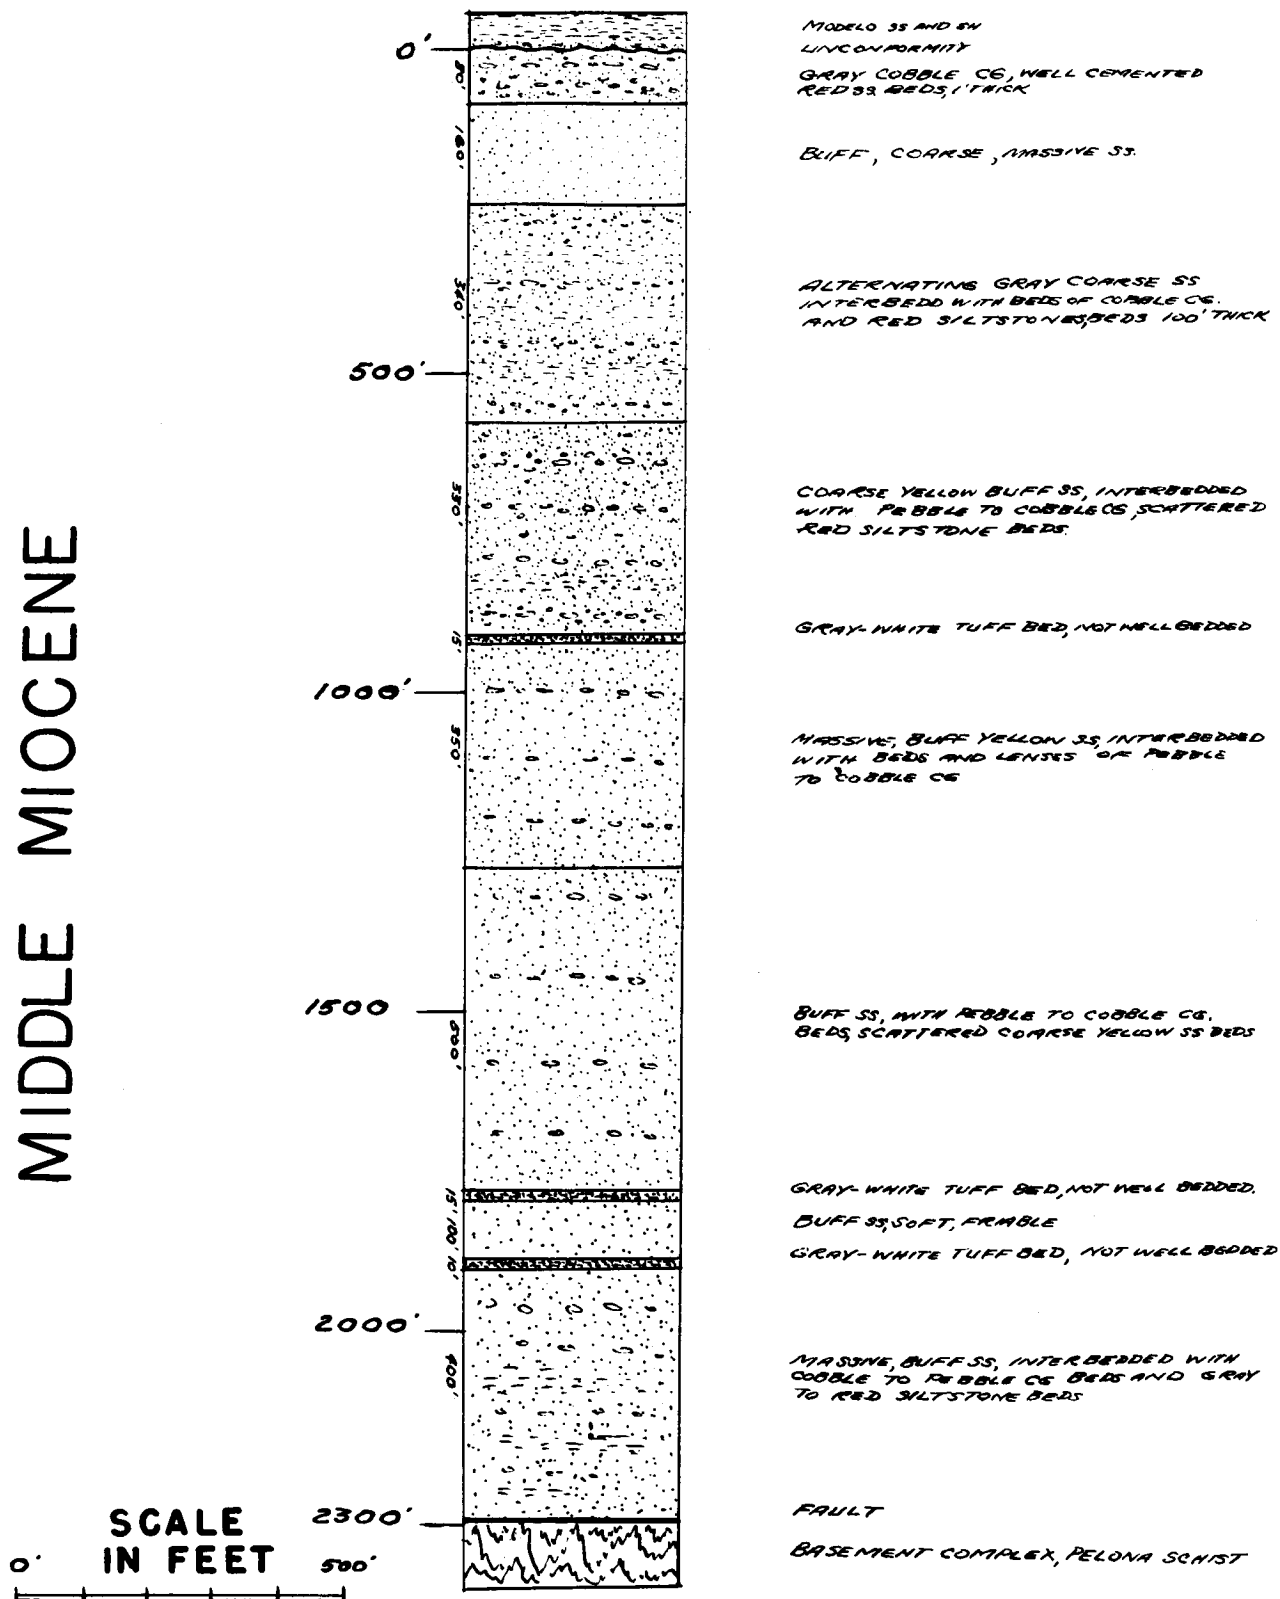 MODELO SS AND SH
0'
UNCONFORMITY
80'
GRAY COBBLE CG, WELL CEMENTED
RED SS BEDS, 1' THICK
160'
BUFF, COARSE, MASSIVE SS.
340'
ALTERNATING GRAY COARSE SS
INTERBEDD WITH BEDS OF COBBLE CG.
AND RED SILTSTONES, BEDS 100' THICK
500'
330'
COARSE YELLOW BUFF SS, INTERBEDDED
WITH PEBBLE TO COBBLE CG, SCATTERED
RED SILTSTONE BEDS.
15'
GRAY-WHITE TUFF BED, NOT WELL BEDDED
1000'
350'
MASSIVE, BUFF YELLOW SS, INTERBEDDED
WITH BEDS AND LENSES OF PEBBLE
TO COBBLE CG
MIDDLE MIOCENE
1500
500'
BUFF SS, WITH PEBBLE TO COBBLE CG.
BEDS, SCATTERED COARSE YELLOW SS BEDS
15'
GRAY-WHITE TUFF BED, NOT WELL BEDDED.
100'
BUFF SS, SOFT, FRIABLE
10'
GRAY-WHITE TUFF BED, NOT WELL BEDDED
2000'
400'
MASSIVE, BUFF SS, INTERBEDDED WITH
COBBLE TO PEBBLE CG BEDS AND GRAY
TO RED SILTSTONE BEDS
2300'
FAULT
BASEMENT COMPLEX, PELONA SCHIST
SCALE
IN FEET
0' 500'